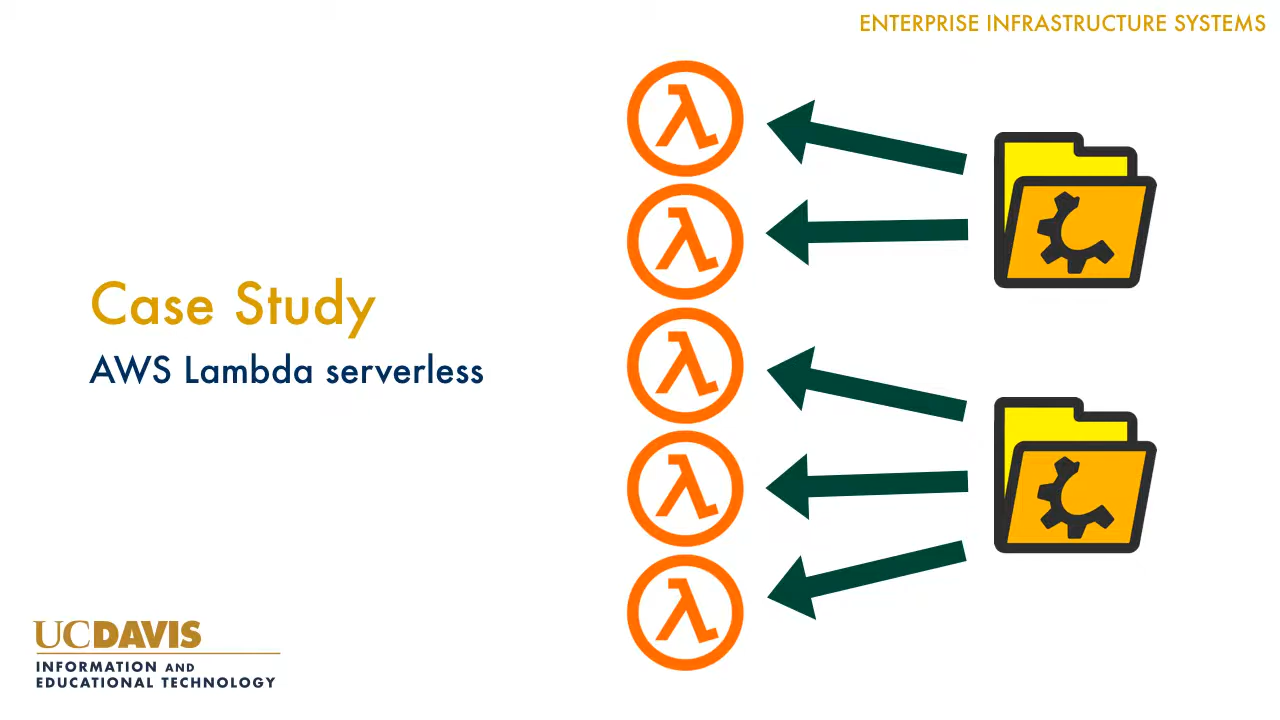 ENTERPRISE INFRASTRUCTURE SYSTEMS
Case Study
AWS Lambda serverless
λ
λ
λ
λ
λ
UCDAVIS
INFORMATION AND
EDUCATIONAL TECHNOLOGY